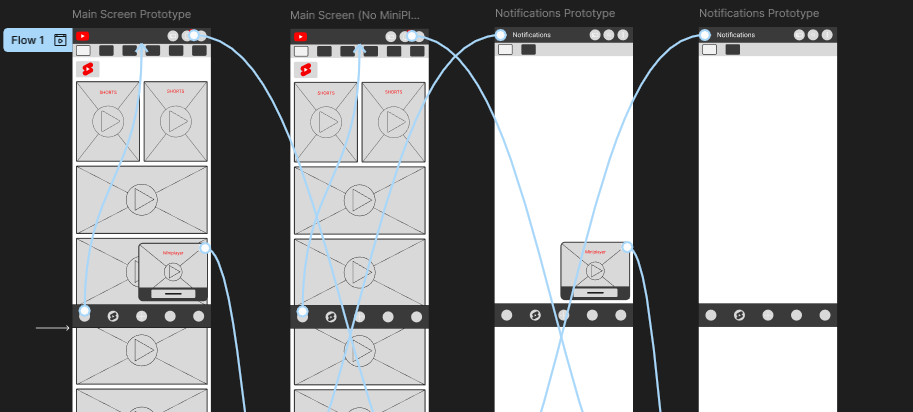 Main Screen Prototype
Main Screen (No MiniPl...
Notifications Prototype
Notifications Prototype
Flow 1
Notifications
Notifications
SHORTS
SHORTS
SHORTS
SHORTS
Miniplayer
Miniplayer